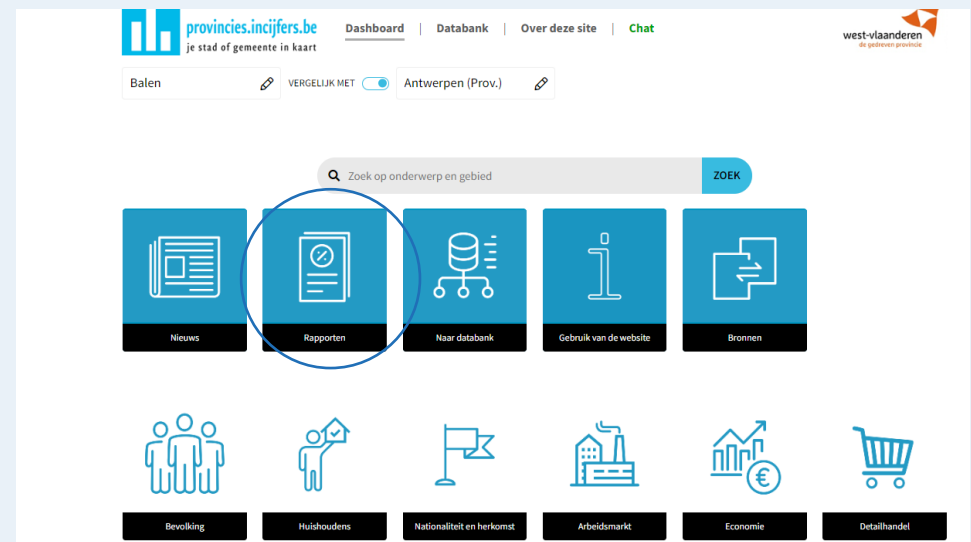 provincies.incijfers.be
je stad of gemeente in kaart
Dashboard | Databank | Over deze site | Chat
west-vlaanderen
de gedreven provincie
Balen VERGELIJK MET Antwerpen (Prov.)
Zoek op onderwerp en gebied ZOEK
Nieuws Rapporten Naar databank Gebruik van de website Bronnen
Bevolking Huishoudens Nationaliteit en herkomst Arbeidsmarkt Economie Detailhandel